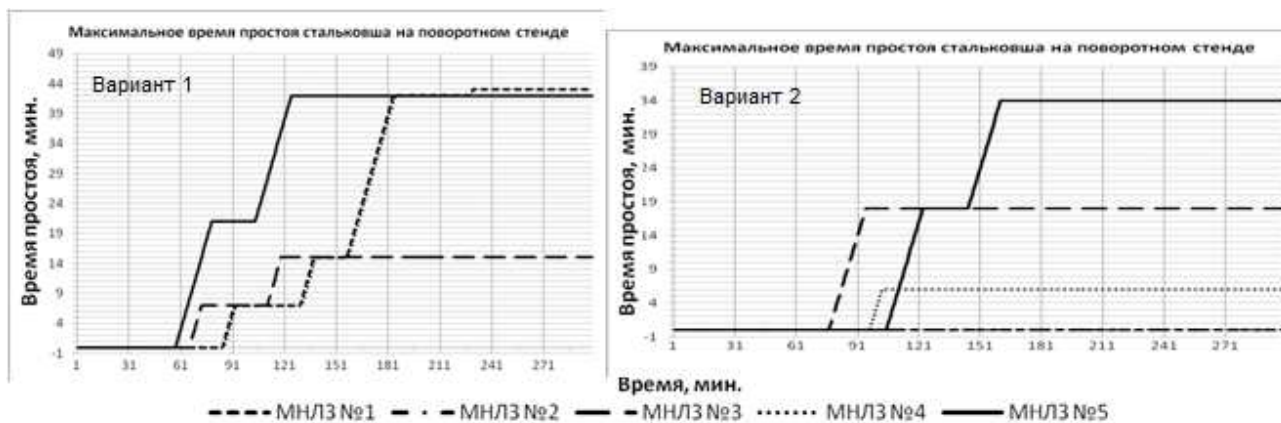 Максимальное время простоя стальковша на поворотном стенде
Вариант 1
Время простоя, мин.
49
44
39
34
29
24
19
14
9
4
-1
1 31 61 91 121 151 181 211 241 271
Максимальное время простоя стальковша на поворотном стенде
Вариант 2
Время простоя, мин.
39
34
29
24
19
14
9
4
-1
1 31 61 91 121 151 181 211 241 271
Время, мин.
МНЛЗ №1 МНЛЗ №2 МНЛЗ №3 МНЛЗ №4 МНЛЗ №5